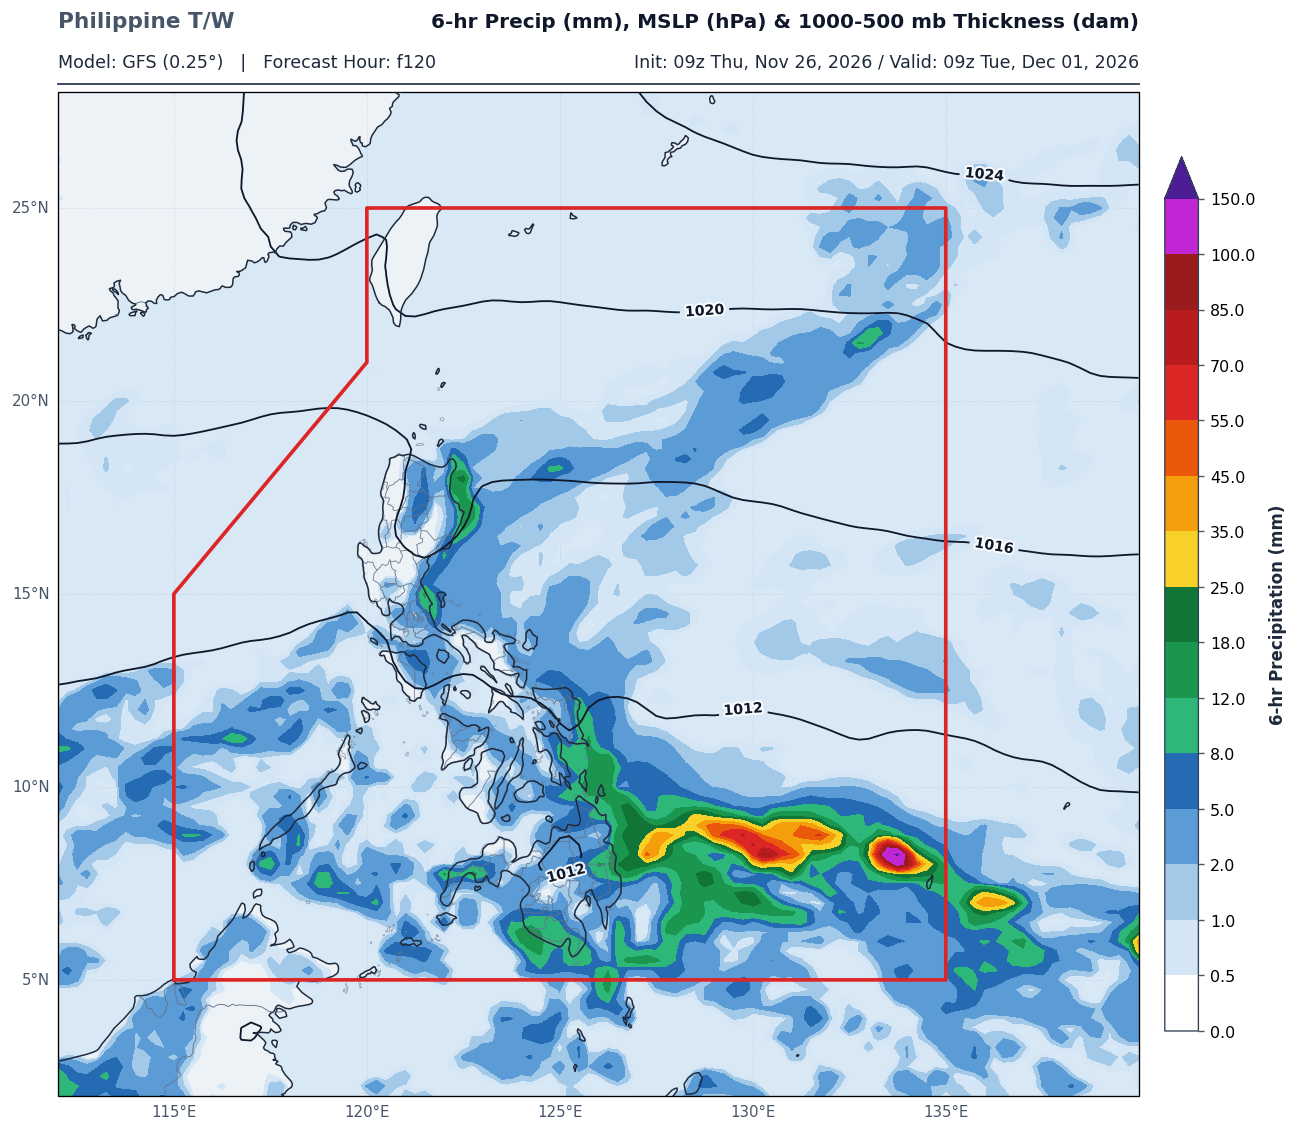 Philippine T/W
6-hr Precip (mm), MSLP (hPa) & 1000-500 mb Thickness (dam)
Model: GFS (0.25°)   |   Forecast Hour: f120
Init: 09z Thu, Nov 26, 2026 / Valid: 09z Tue, Dec 01, 2026
1024
1020
1016
1012
1012
25°N
20°N
15°N
10°N
5°N
115°E
120°E
125°E
130°E
135°E
150.0
100.0
85.0
70.0
55.0
45.0
35.0
25.0
18.0
12.0
8.0
5.0
2.0
1.0
0.5
0.0
6-hr Precipitation (mm)